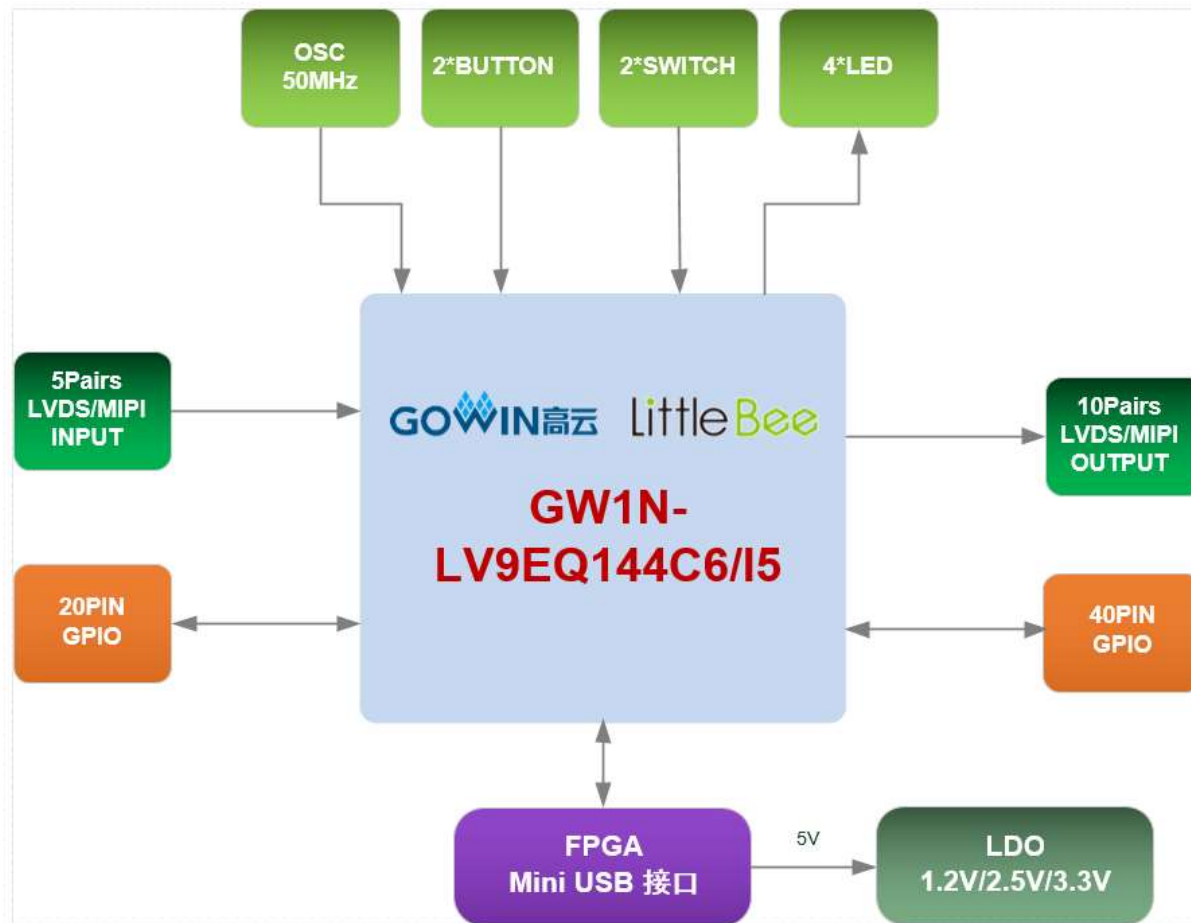 OSC
50MHz
2*BUTTON
2*SWITCH
4*LED
5Pairs
LVDS/MIPI
INPUT
GOWIN高云
LittleBee
10Pairs
LVDS/MIPI
OUTPUT
GW1N-
LV9EQ144C6/I5
20PIN
GPIO
40PIN
GPIO
FPGA
Mini USB 接口
5V
LDO
1.2V/2.5V/3.3V